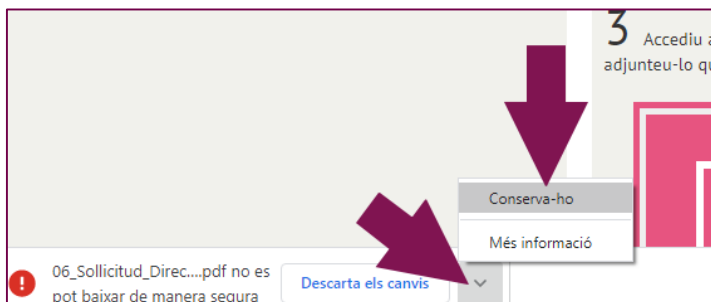 3 Accediu a
adjunteu-lo qu
Conserva-ho
Més informació
06_Sollicitud_Direc....pdf no es
pot baixar de manera segura
Descarta els canvis